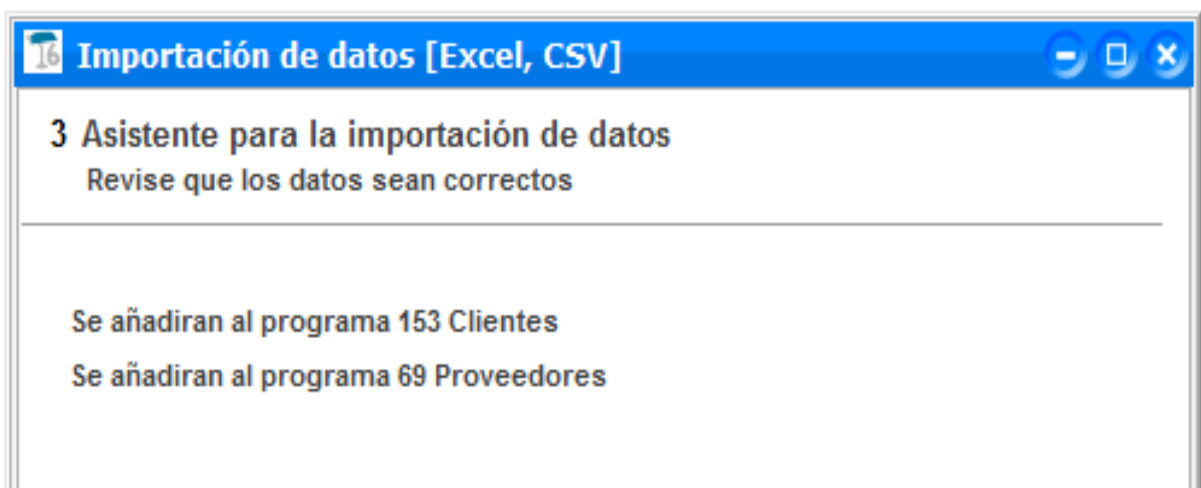 16 Importación de datos [Excel, CSV]
3 Asistente para la importación de datos
Revise que los datos sean correctos
Se añadiran al programa 153 Clientes
Se añadiran al programa 69 Proveedores